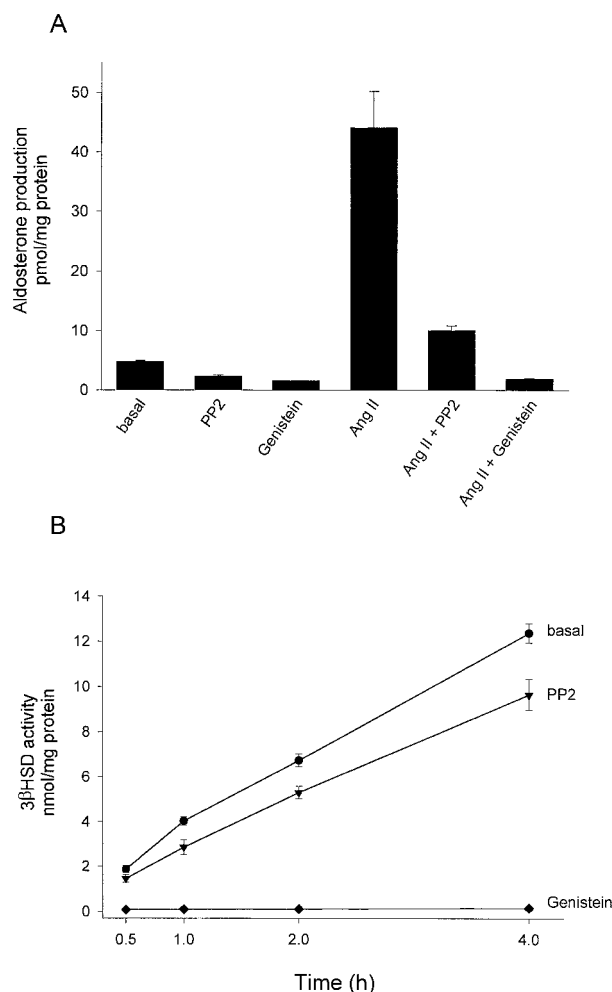 A
Aldosterone production
pmol/mg protein
50
40
30
20
10
0
basal
PP2
Genistein
Ang II
Ang II + PP2
Ang II + Genistein
B
3βHSD activity
nmol/mg protein
14
12
10
8
6
4
2
0
basal
PP2
Genistein
0.5
1.0
2.0
4.0
Time (h)